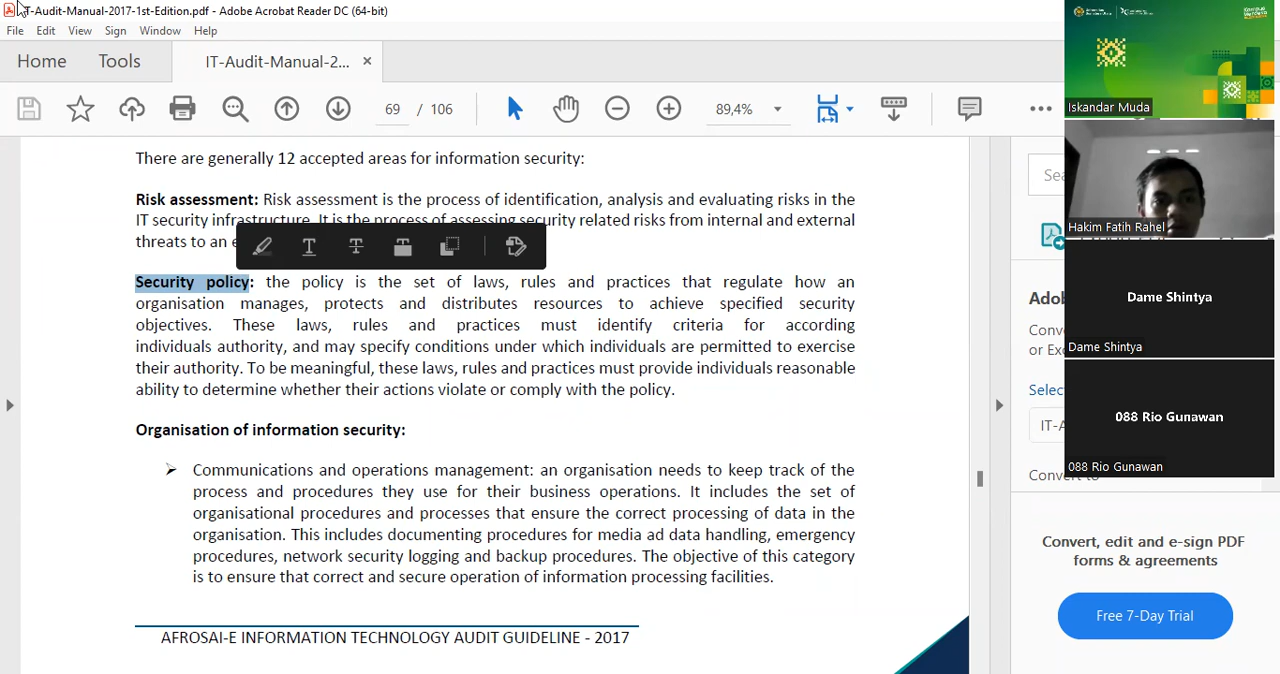 T-Audit-Manual-2017-1st-Edition.pdf - Adobe Acrobat Reader DC (64-bit)
File Edit View Sign Window Help
Home Tools IT-Audit-Manual-2... ×
69 / 106 89,4%
There are generally 12 accepted areas for information security:
Risk assessment: Risk assessment is the process of identification, analysis and evaluating risks in the
IT security infrastructure. It is the process of assessing security related risks from internal and external
threats to an
Security policy: the policy is the set of laws, rules and practices that regulate how an
organisation manages, protects and distributes resources to achieve specified security
objectives. These laws, rules and practices must identify criteria for according
individuals authority, and may specify conditions under which individuals are permitted to exercise
their authority. To be meaningful, these laws, rules and practices must provide individuals reasonable
ability to determine whether their actions violate or comply with the policy.
Organisation of information security:
➢ Communications and operations management: an organisation needs to keep track of the
process and procedures they use for their business operations. It includes the set of
organisational procedures and processes that ensure the correct processing of data in the
organisation. This includes documenting procedures for media ad data handling, emergency
procedures, network security logging and backup procedures. The objective of this category
is to ensure that correct and secure operation of information processing facilities.
AFROSAI-E INFORMATION TECHNOLOGY AUDIT GUIDELINE - 2017
Sea
Adob
Conve
or Ex
Selec
IT-A
Convert to
Convert, edit and e-sign PDF
forms & agreements
Free 7-Day Trial
Iskandar Muda
Hakim Fatih Rahel
Dame Shintya
Dame Shintya
088 Rio Gunawan
088 Rio Gunawan